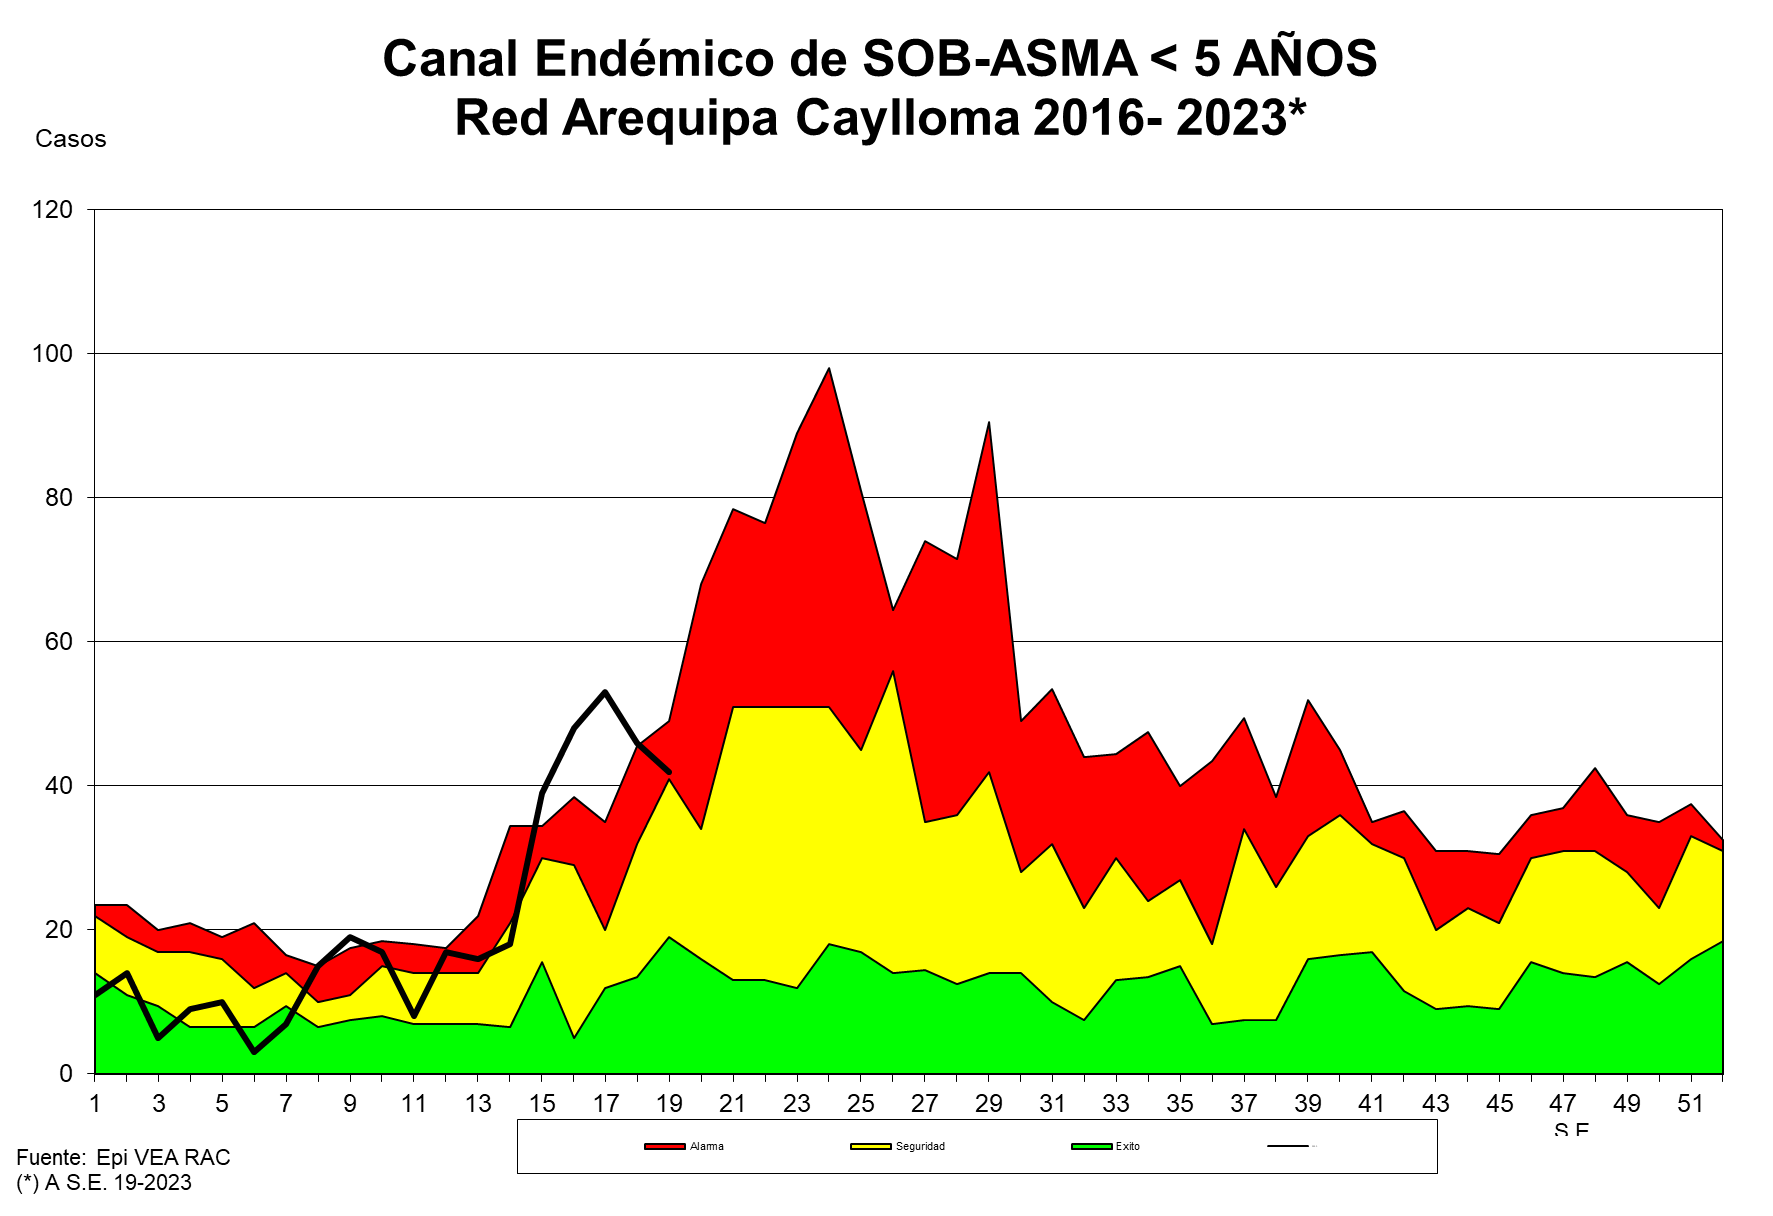 Canal Endémico de SOB-ASMA < 5 AÑOS
Red Arequipa Caylloma 2016- 2023*
Casos
120
100
80
60
40
20
0
1 3 5 7 9 11 13 15 17 19 21 23 25 27 29 31 33 35 37 39 41 43 45 47 49 51
S.E.
Alarma Seguridad Exito
Fuente: Epi VEA RAC
(*) A S.E. 19-2023